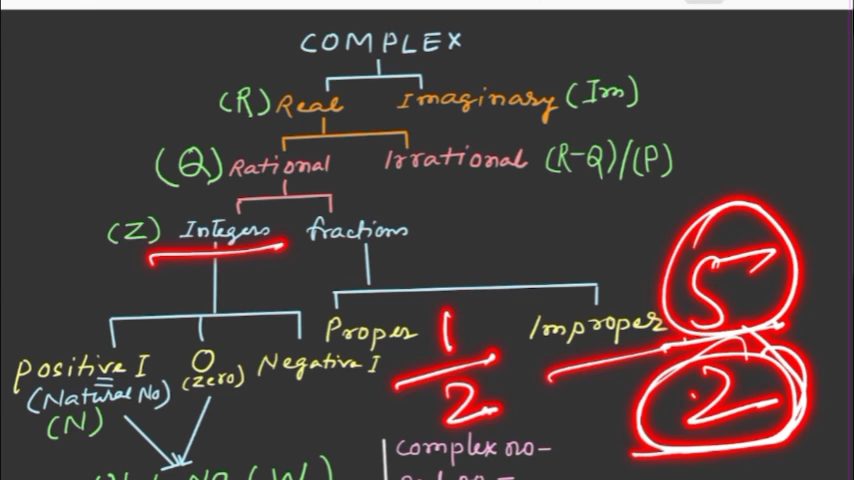 COMPLEX
(R) Real Imaginary (Im)
(Q) Rational Irrational (R-Q)/(P)
(Z) Integers fractions
Proper 1/2 Improper 5/2
Positive I 0 Negative I
(Natural No) (Zero)
(N)
complex no-